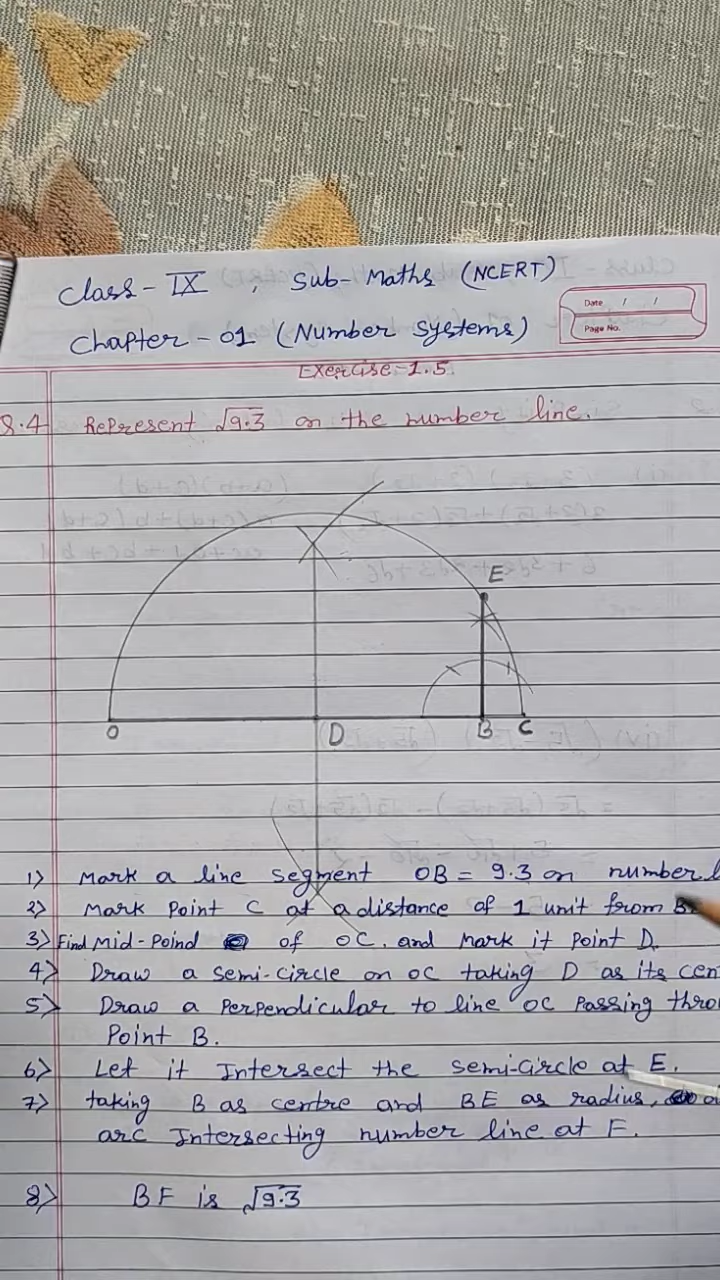 Class - IX , Sub- Maths (NCERT)
Chapter - 01 (Number Systems)
Date / /
Page No.
Exercise-1.5
8.4 Represent √9.3 on the number line.
E
O D B C
1) Mark a line segment OB = 9.3 on number
2) Mark Point C at a distance of 1 unit from B
3) Find Mid-Poind of OC. and Mark it Point D.
4) Draw a Semi-circle on OC taking D as its
5) Draw a Perpendicular to line OC Passing
Point B.
6) Let it Intersect the Semi-Circle at E.
7) taking B as centre and BE as radius,
arc Intersecting number line at F.
8) BF is √9.3